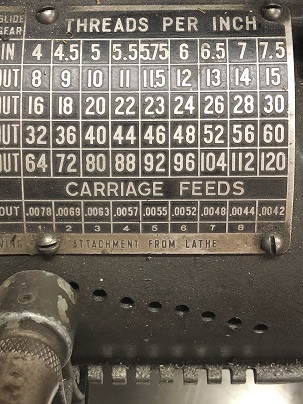 SLIDE GEAR
THREADS PER INCH
IN 4 4.5 5 5.5 5.75 6 6.5 7 7.5
OUT 8 9 10 11 11.5 12 13 14 15
OUT 16 18 20 22 23 24 26 28 30
OUT 32 36 40 44 46 48 52 56 60
OUT 64 72 80 88 92 96 104 112 120
CARRIAGE FEEDS
OUT .0078 .0069 .0063 .0057 .0055 .0052 .0048 .0044 .0042
1 2 3 4 5 6 7 8
ATTACHMENT FROM LATHE